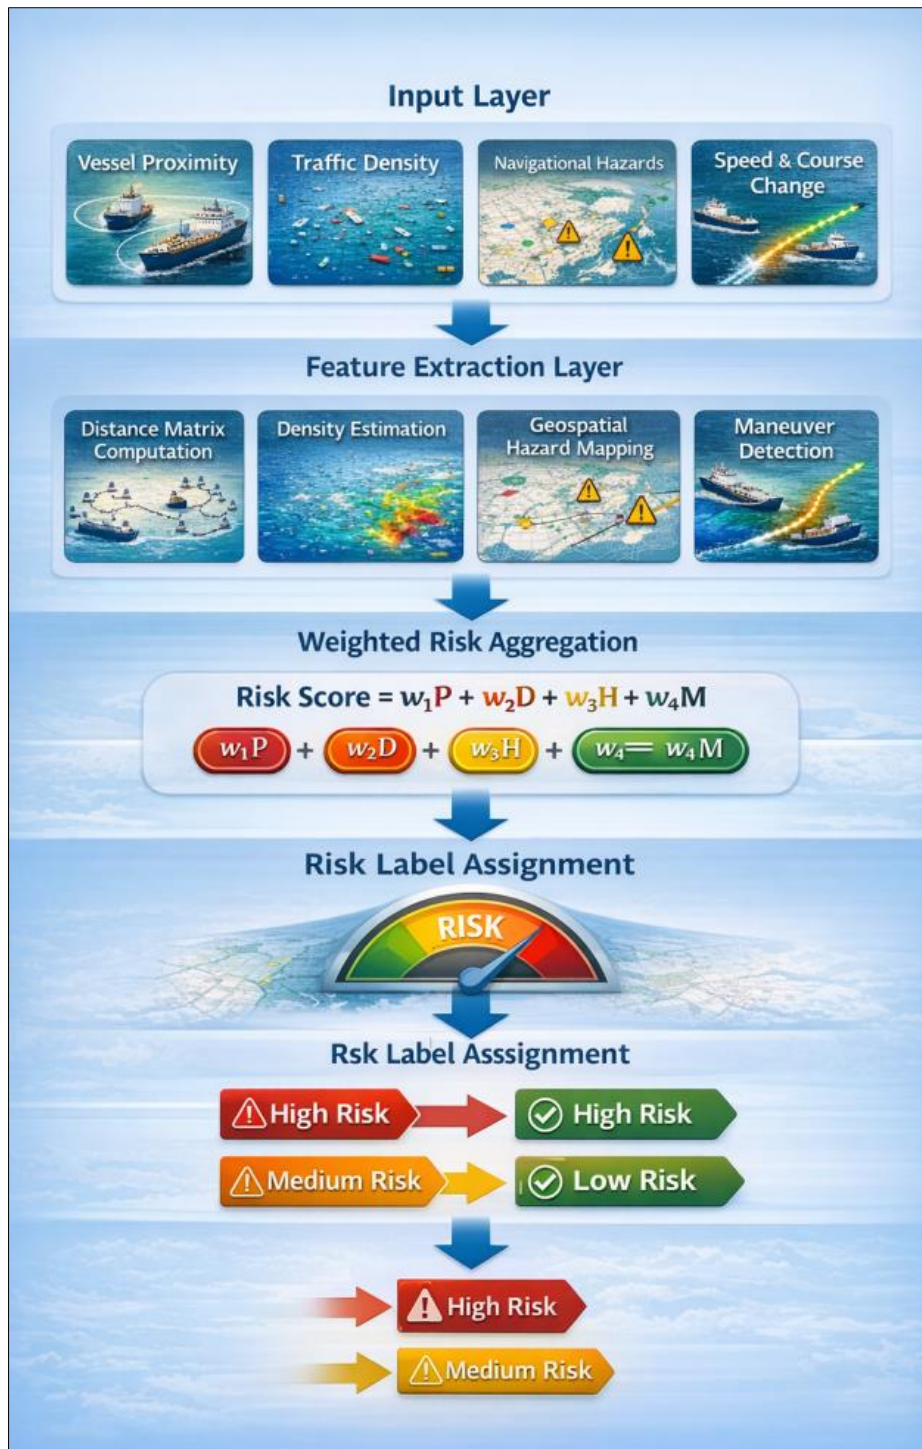 Input Layer
Vessel Proximity
Traffic Density
Navigational Hazards
Speed & Course
Change
Feature Extraction Layer
Distance Matrix
Computation
Density Estimation
Geospatial
Hazard Mapping
Maneuver
Detection
Weighted Risk Aggregation
Risk Score = w₁P + w₂D + w₃H + w₄M
w₁P + w₂D + w₃H + w₄= w₄M
Risk Label Assignment
RISK
Rsk Label Asssignment
High Risk
High Risk
Medium Risk
Low Risk
High Risk
Medium Risk